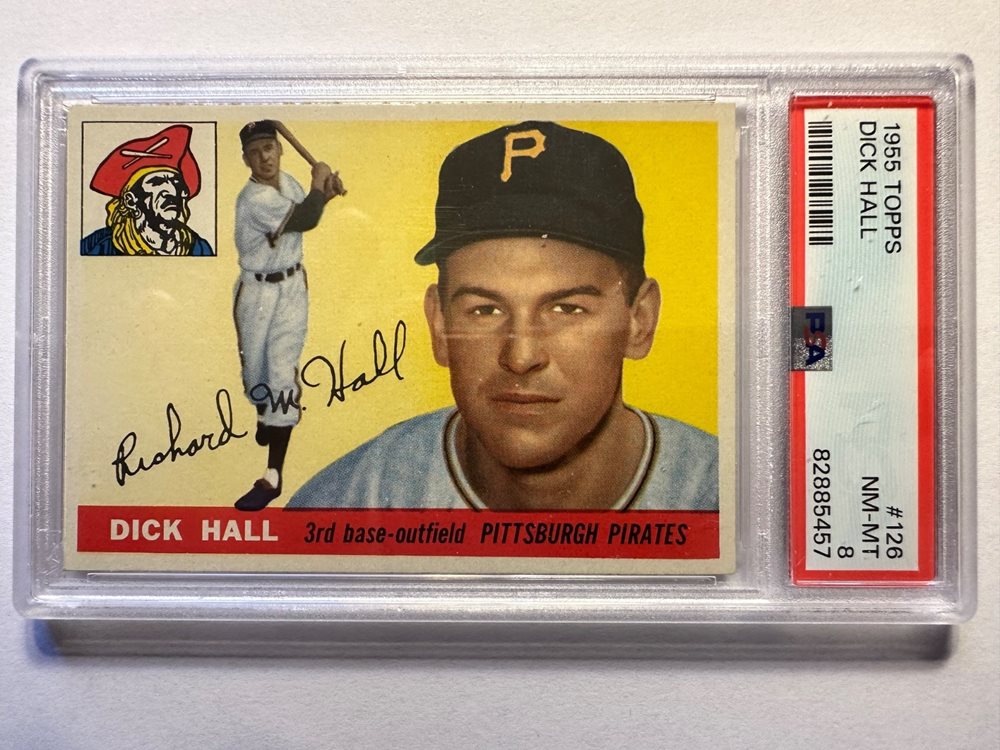 P
Richard W. Hall
DICK HALL 3rd base-outfield PITTSBURGH PIRATES
1955 TOPPS #126
DICK HALL NM-MT
8
PSA
82885457